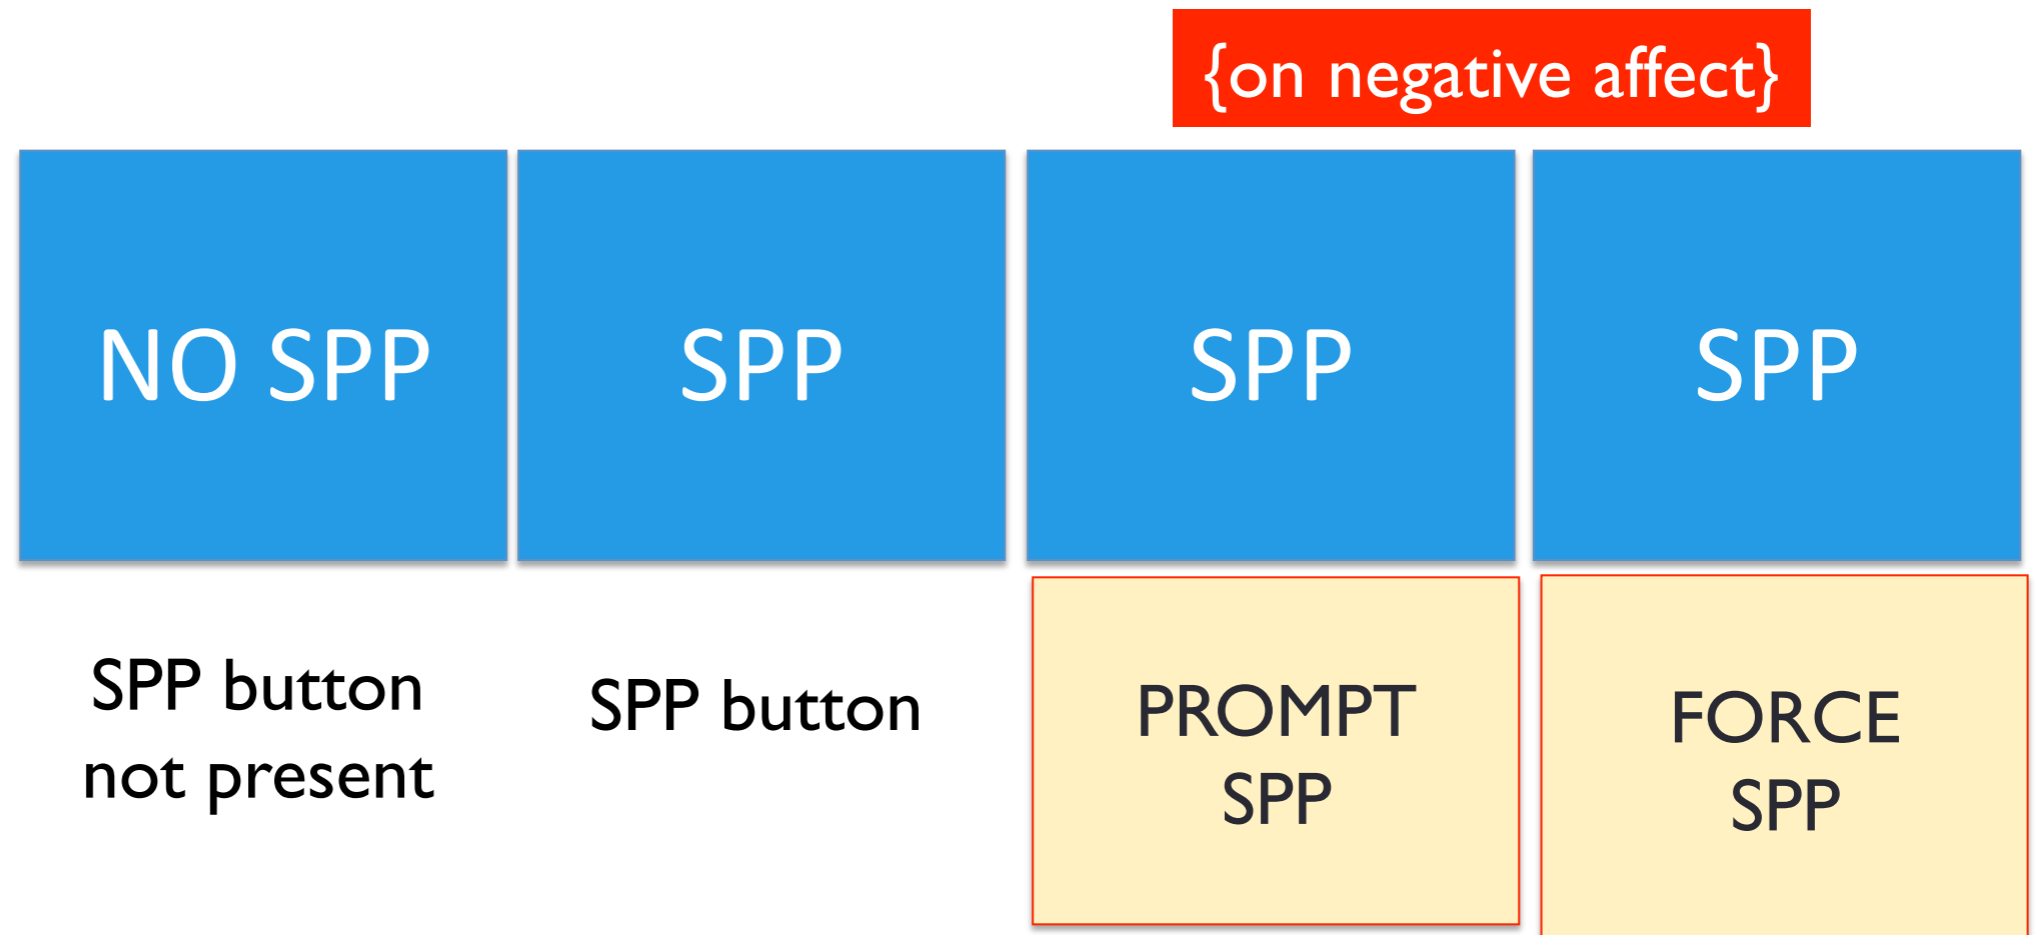 {on negative affect}
NO SPP
SPP
SPP
SPP
SPP button
not present
SPP button
PROMPT
SPP
FORCE
SPP